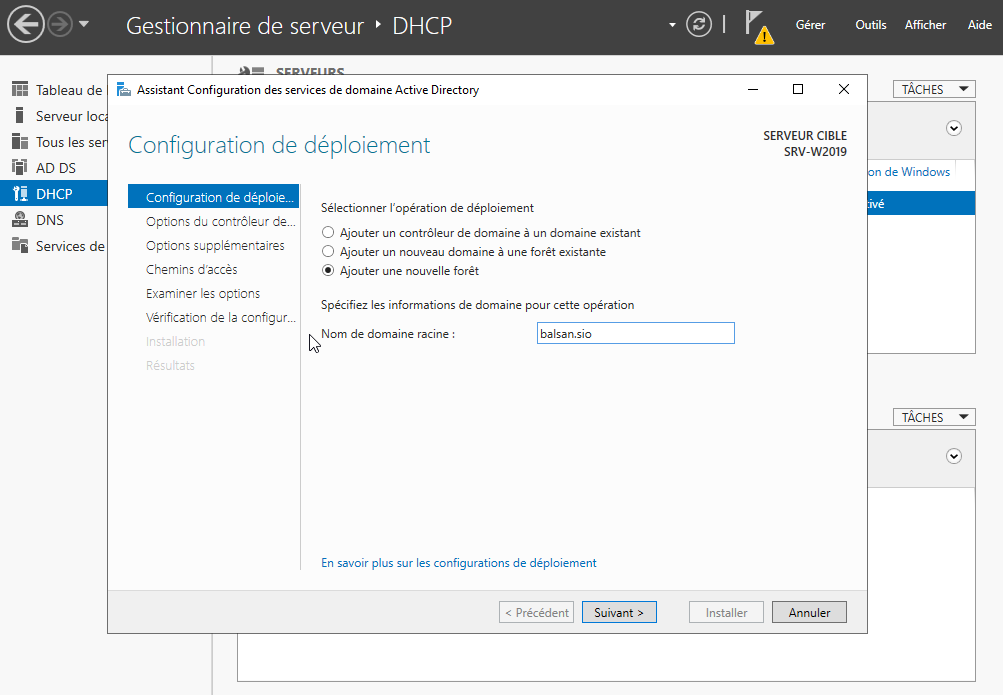 Gestionnaire de serveur ‣ DHCP
Gérer Outils Afficher Aide
SERVEURS
Tableau de
Serveur loca
Tous les ser
AD DS
DHCP
DNS
Services de
TÂCHES
on de Windows
ivé
TÂCHES
Assistant Configuration des services de domaine Active Directory
Configuration de déploiement
SERVEUR CIBLE
SRV-W2019
Configuration de déploie...
Options du contrôleur de...
Options supplémentaires
Chemins d’accès
Examiner les options
Vérification de la configur...
Installation
Résultats
Sélectionner l’opération de déploiement
Ajouter un contrôleur de domaine à un domaine existant
Ajouter un nouveau domaine à une forêt existante
Ajouter une nouvelle forêt
Spécifiez les informations de domaine pour cette opération
Nom de domaine racine : balsan.sio
En savoir plus sur les configurations de déploiement
< Précédent Suivant > Installer Annuler